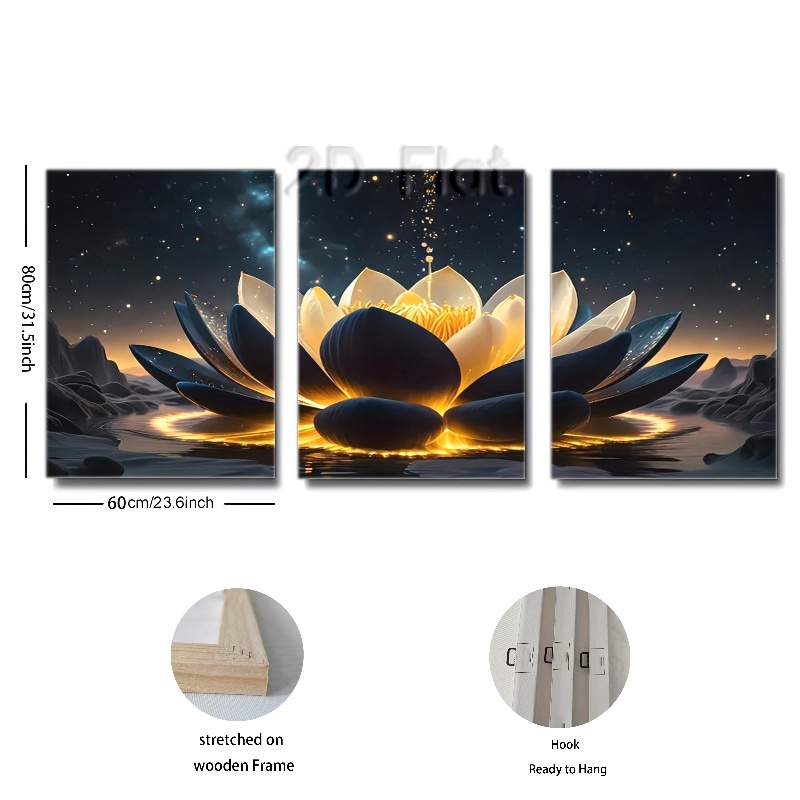 2D Flat
80cm/31.5inch
60cm/23.6inch
stretched on
wooden Frame
Hook
Ready to Hang